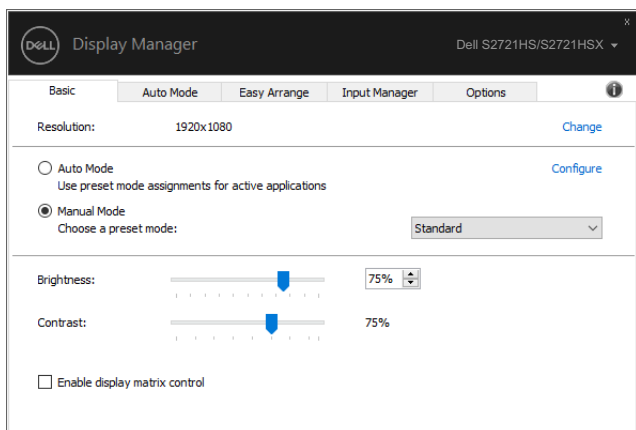 x
DELL Display Manager Dell S2721HS/S2721HSX
Basic Auto Mode Easy Arrange Input Manager Options i
Resolution: 1920x1080 Change
Auto Mode Configure
Use preset mode assignments for active applications
Manual Mode
Choose a preset mode: Standard
Brightness: 75%
Contrast: 75%
Enable display matrix control